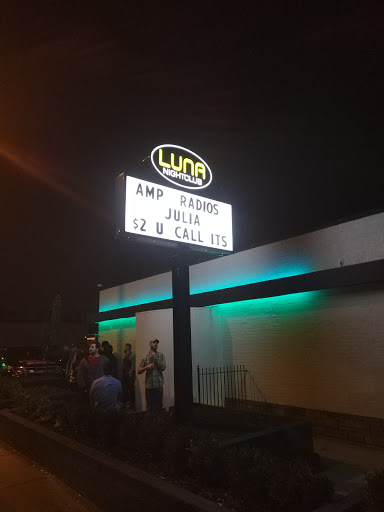 LUNA
NIGHTCLUB
AMP RADIOS
JULIA
$2 U CALL ITS